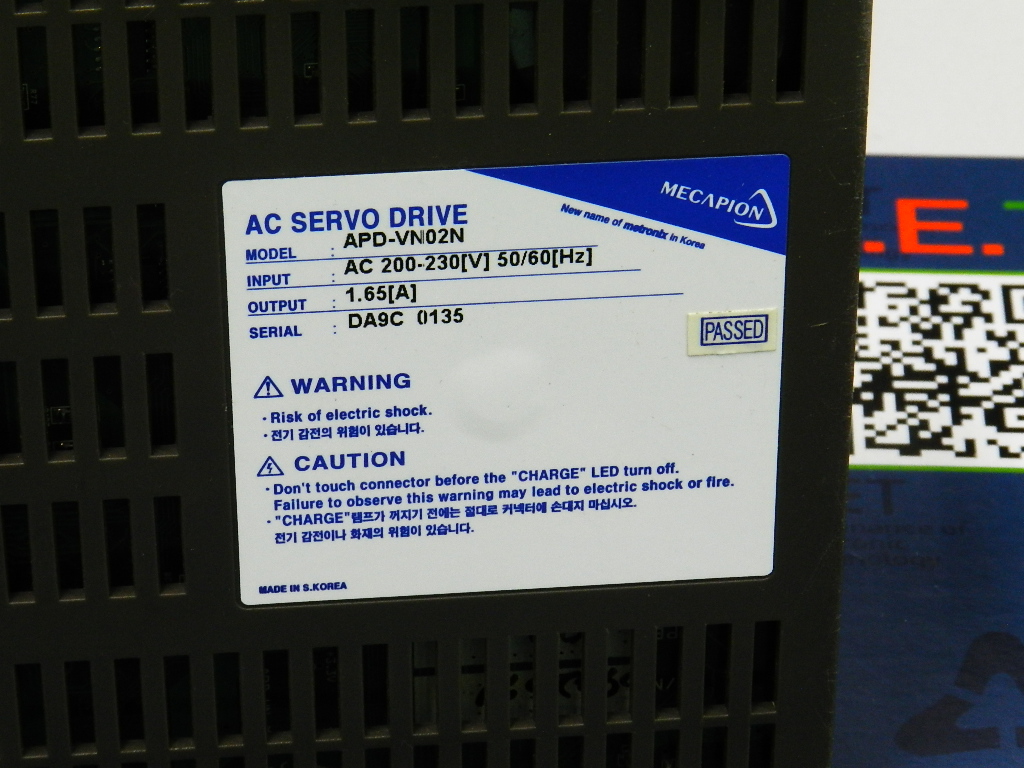 MECAPION
New name of metronix in Korea
AC SERVO DRIVE
MODEL : APD-VN02N
INPUT : AC 200-230[V] 50/60[Hz]
OUTPUT : 1.65[A]
SERIAL : DA9C 0135
PASSED
WARNING
· Risk of electric shock.
· 전기 감전의 위험이 있습니다.
CAUTION
· Don't touch connector before the "CHARGE" LED turn off.
Failure to observe this warning may lead to electric shock or fire.
· "CHARGE"램프가 꺼지기 전에는 절대로 커넥터에 손대지 마십시오.
전기 감전이나 화재의 위험이 있습니다.
MADE IN S.KOREA
.E.
ET